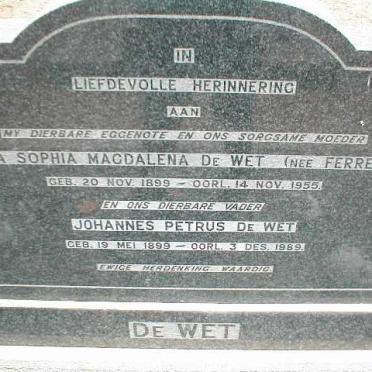 IN
LIEFDEVOLLE HERINNERING
AAN
MY DIERBARE EGGENOTE EN ONS SORGSAME MOEDER
A SOPHIA MAGDALENA DE WET (NEE FERRE
GEB. 20 NOV. 1899 – OORL. 14 NOV. 1955.
EN ONS DIERBARE VADER
JOHANNES PETRUS DE WET
GEB. 19 MEI 1899 – OORL. 3 DES. 1989.
EWIGE HERDENKING WAARDIG.
DE WET